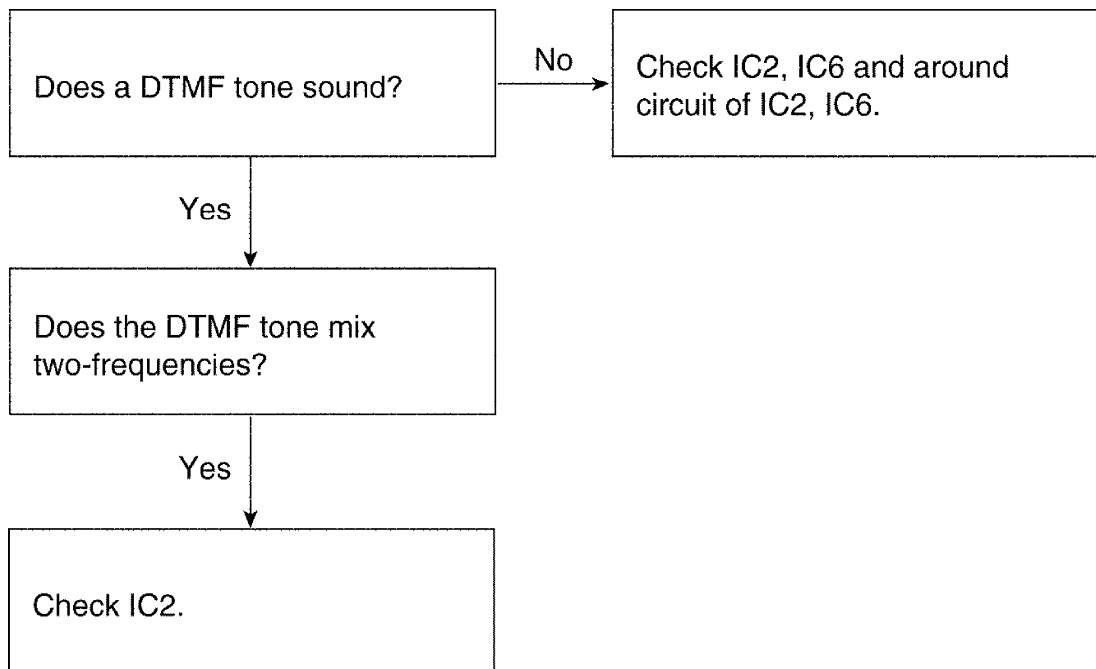 Does a DTMF tone sound?
No
Check IC2, IC6 and around
circuit of IC2, IC6.
Yes
Does the DTMF tone mix
two-frequencies?
Yes
Check IC2.